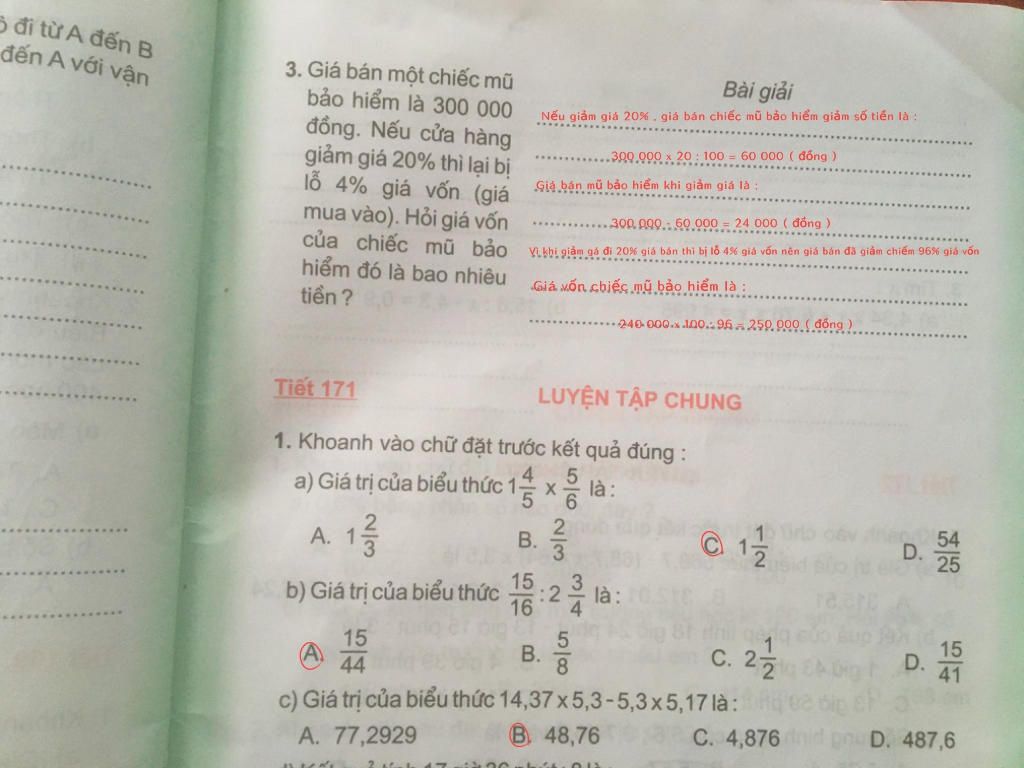 ô đi từ A đến B
đến A với vận
3. Giá bán một chiếc mũ
bảo hiểm là 300 000
đồng. Nếu cửa hàng
giảm giá 20% thì lại bị
lỗ 4% giá vốn (giá
mua vào). Hỏi giá vốn
của chiếc mũ bảo
hiểm đó là bao nhiêu
tiền ?
Bài giải
Nếu giảm giá 20% . giá bán chiếc mũ bảo hiểm giảm số tiền là :
300 000 x 20 : 100 = 60 000 ( đồng )
Giá bán mũ bảo hiểm khi giảm giá là :
300 000 - 60 000 = 24 000 ( đồng )
Vì khi giảm gá đi 20% giá bán thì bị lỗ 4% giá vốn nên giá bán đã giảm chiếm 96% giá vốn
Giá vốn chiếc mũ bảo hiểm là :
240 000 x 100 : 96 = 250 000 ( đồng )
Tiết 171 LUYỆN TẬP CHUNG
1. Khoanh vào chữ đặt trước kết quả đúng :
a) Giá trị của biểu thức 1 4/5 x 5/6 là :
A. 1 2/3 B. 2/3 C. 1 1/2 D. 54/25
b) Giá trị của biểu thức 15/16 : 2 3/4 là :
A. 15/44 B. 5/8 C. 2 1/2 D. 15/41
c) Giá trị của biểu thức 14,37 x 5,3 - 5,3 x 5,17 là :
A. 77,2929 B. 48,76 C. 4,876 D. 487,6